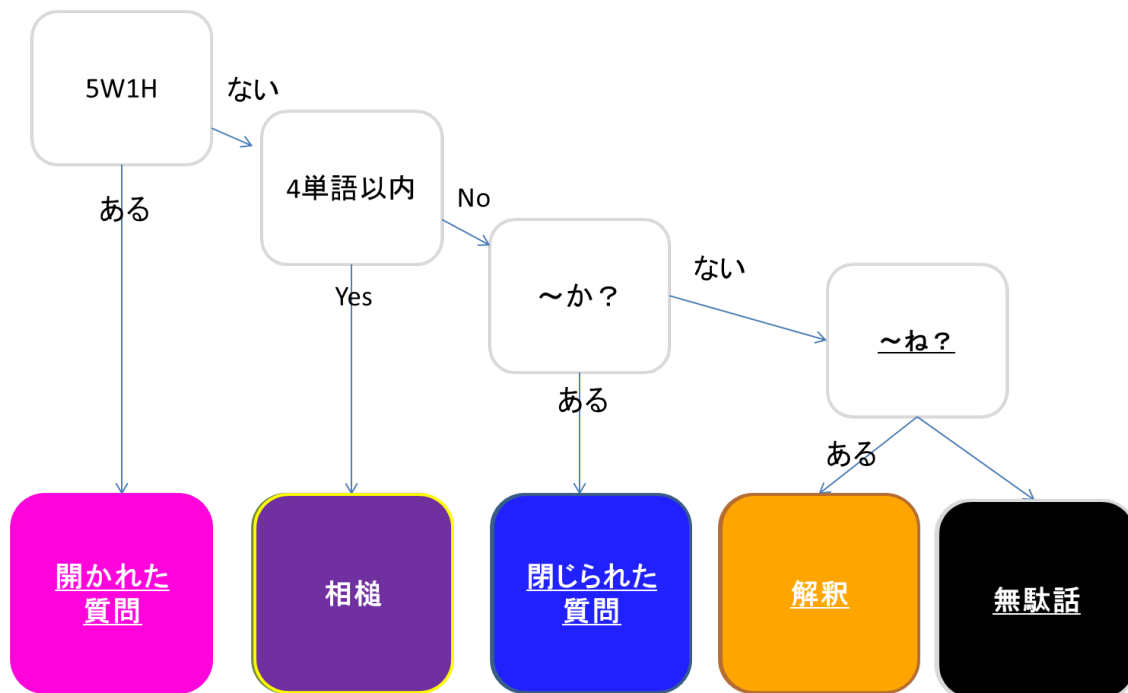 5W1H
ない
ある
4単語以内
No
Yes
～か？
ない
ある
～ね？
ある
開かれた
質問
相槌
閉じられた
質問
解釈
無駄話